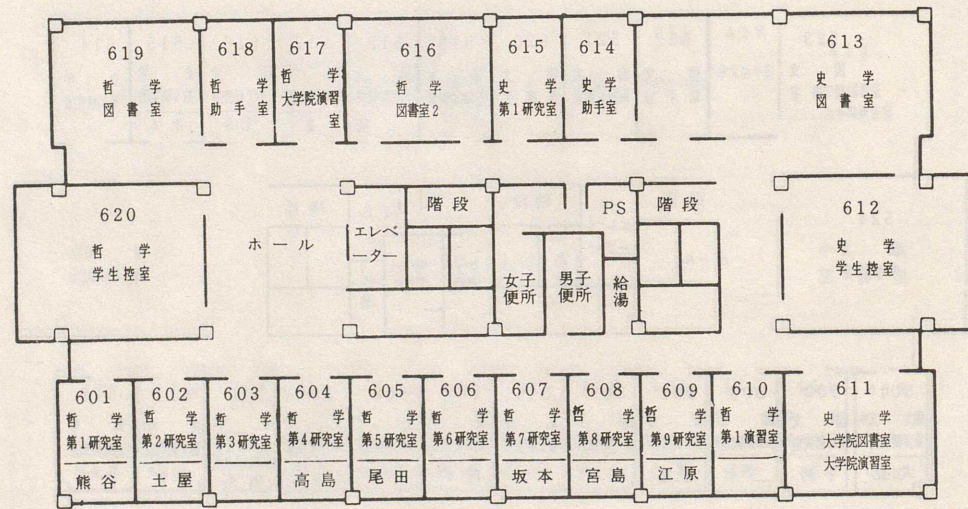 619
哲学
図書室
618
哲学
助手室
617
哲学
大学院演習室
616
哲学
図書室2
615
史学
第1研究室
614
史学
助手室
613
史学
図書室
620
哲学
学生控室
ホール
エレベーター
階段
女子便所
男子便所
PS
給湯
階段
612
史学
学生控室
601
哲学
第1研究室
熊谷
602
哲学
第2研究室
土屋
603
哲学
第3研究室
604
哲学
第4研究室
高島
605
哲学
第5研究室
尾田
606
哲学
第6研究室
607
哲学
第7研究室
坂本
608
哲学
第8研究室
宮島
609
哲学
第9研究室
江原
610
哲学
第1演習室
611
史学
大学院図書室
大学院演習室